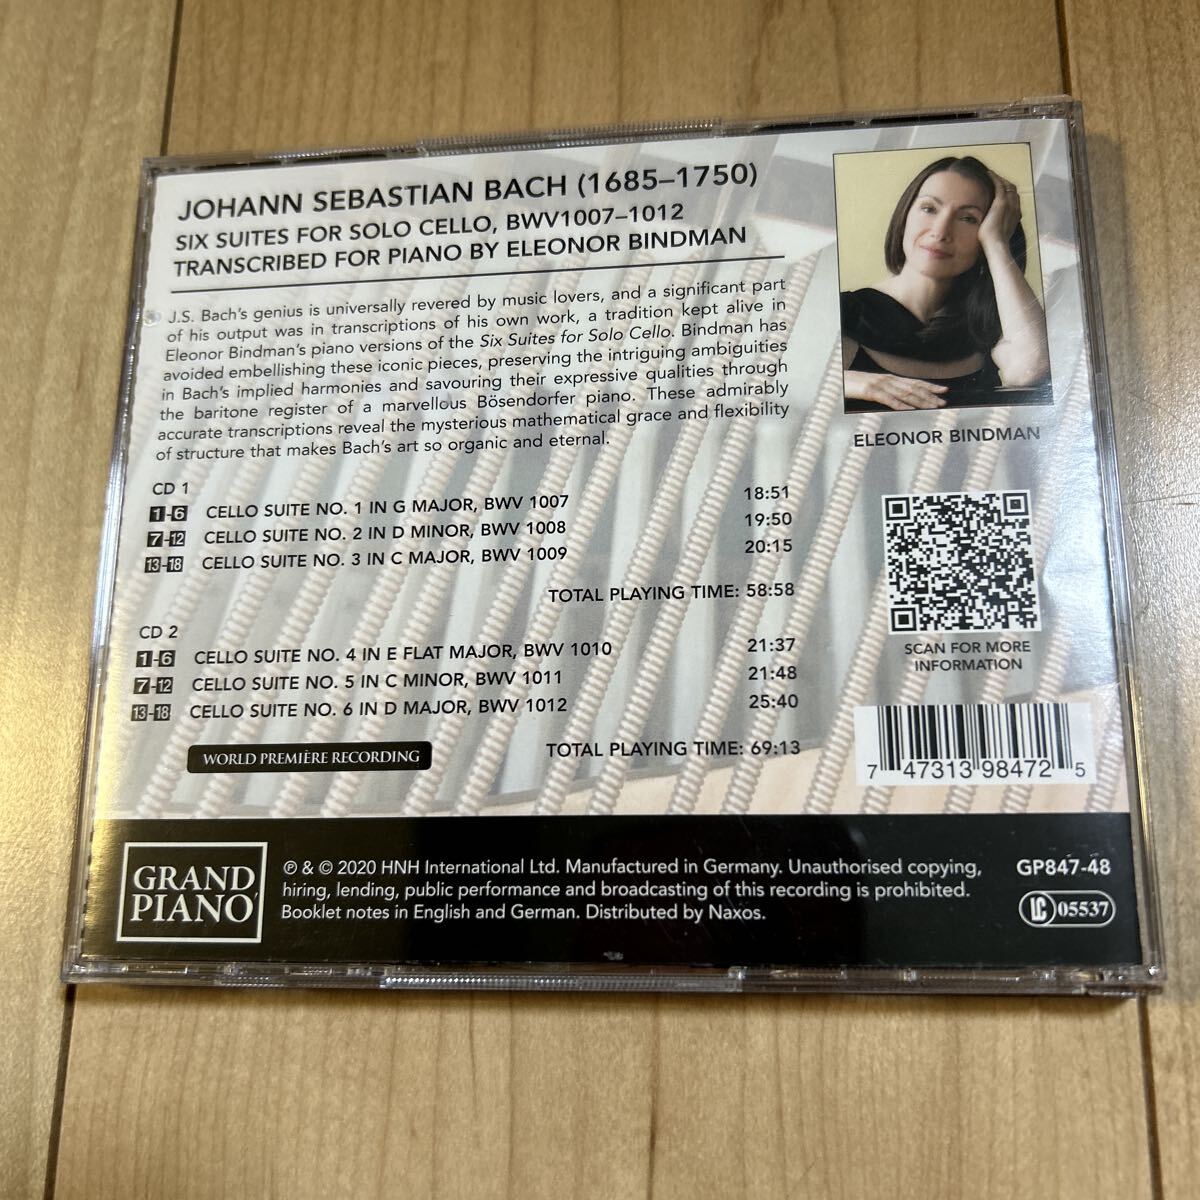 JOHANN SEBASTIAN BACH (1685–1750)
SIX SUITES FOR SOLO CELLO, BWV1007–1012
TRANSCRIBED FOR PIANO BY ELEONOR BINDMAN
J.S. Bach's genius is universally revered by music lovers, and a significant part
of his output was in transcriptions of his own work, a tradition kept alive in
Eleonor Bindman's piano versions of the Six Suites for Solo Cello. Bindman has
avoided embellishing these iconic pieces, preserving the intriguing ambiguities
in Bach's implied harmonies and savouring their expressive qualities through
the baritone register of a marvellous Bösendorfer piano. These admirably
accurate transcriptions reveal the mysterious mathematical grace and flexibility
of structure that makes Bach's art so organic and eternal.
ELEONOR BINDMAN
CD 1
1-6 CELLO SUITE NO. 1 IN G MAJOR, BWV 1007 18:51
7-12 CELLO SUITE NO. 2 IN D MINOR, BWV 1008 19:50
13-18 CELLO SUITE NO. 3 IN C MAJOR, BWV 1009 20:15
TOTAL PLAYING TIME: 58:58
CD 2
1-6 CELLO SUITE NO. 4 IN E FLAT MAJOR, BWV 1010 21:37
7-12 CELLO SUITE NO. 5 IN C MINOR, BWV 1011 21:48
13-18 CELLO SUITE NO. 6 IN D MAJOR, BWV 1012 25:40
WORLD PREMIÈRE RECORDING
TOTAL PLAYING TIME: 69:13
SCAN FOR MORE
INFORMATION
7 47313 98472 5
GRAND
PIANO
℗ & © 2020 HNH International Ltd. Manufactured in Germany. Unauthorised copying,
hiring, lending, public performance and broadcasting of this recording is prohibited.
Booklet notes in English and German. Distributed by Naxos.
GP847-48
LC 05537